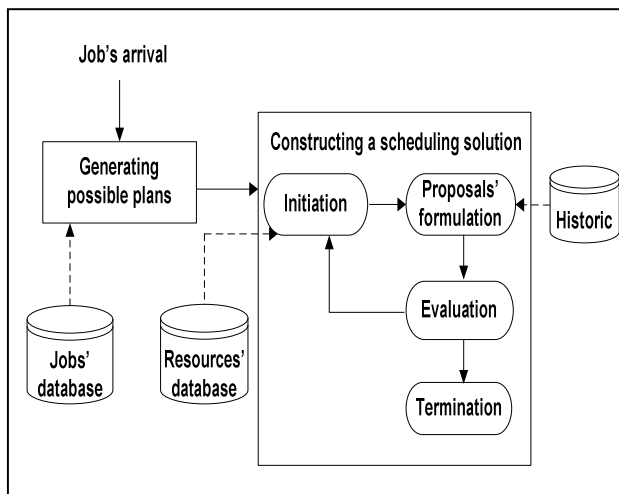 Job's arrival
Constructing a scheduling solution
Generating
possible plans
Initiation
Proposals'
formulation
Historic
Evaluation
Jobs'
database
Resources'
database
Termination